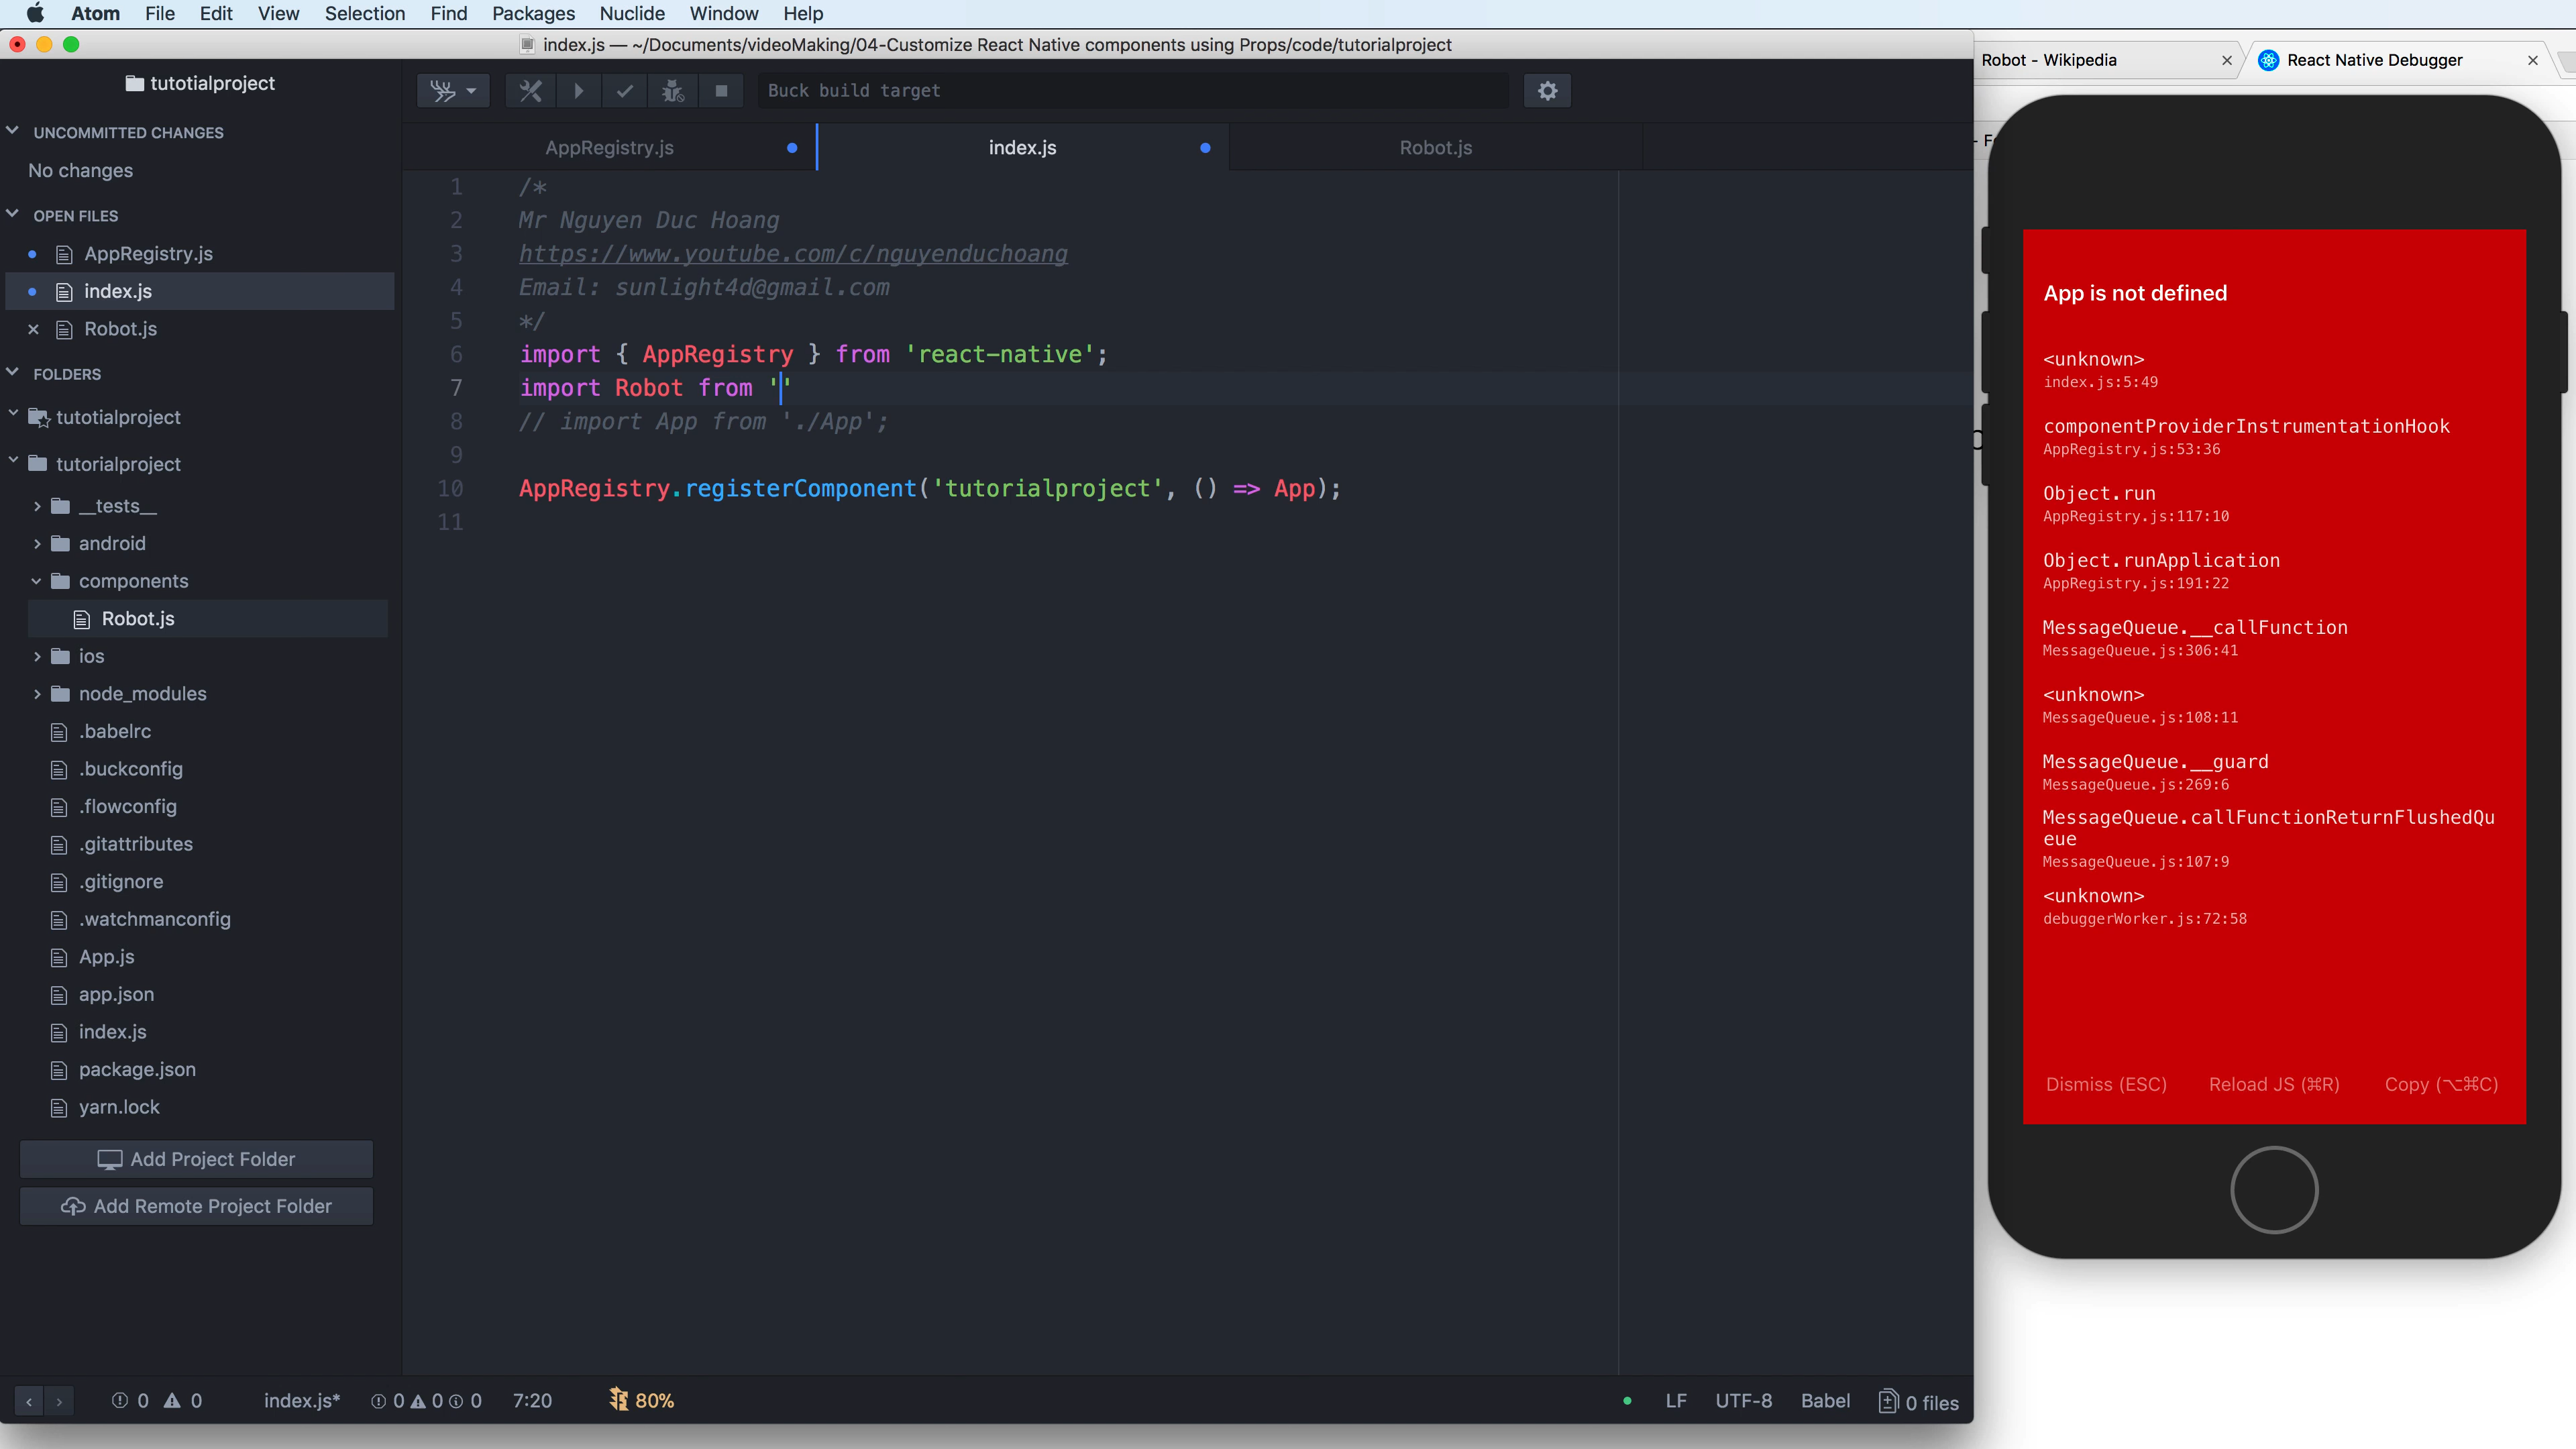 Atom File Edit View Selection Find Packages Nuclide Window Help
index.js — ~/Documents/videoMaking/04-Customize React Native components using Props/code/tutorialproject
Robot - Wikipedia
React Native Debugger
tutotialproject
UNCOMMITTED CHANGES
No changes
OPEN FILES
AppRegistry.js
index.js
Robot.js
FOLDERS
tutotialproject
tutorialproject
__tests__
android
components
Robot.js
ios
node_modules
.babelrc
.buckconfig
.flowconfig
.gitattributes
.gitignore
.watchmanconfig
App.js
app.json
index.js
package.json
yarn.lock
Add Project Folder
Add Remote Project Folder
Buck build target
AppRegistry.js
index.js
Robot.js
1 /*
2 Mr Nguyen Duc Hoang
3 https://www.youtube.com/c/nguyenduchoang
4 Email: sunlight4d@gmail.com
5 */
6 import { AppRegistry } from 'react-native';
7 import Robot from ''
8 // import App from './App';
9
10 AppRegistry.registerComponent('tutorialproject', () => App);
11
0 0 index.js* 0 0 0 7:20 80%
LF UTF-8 Babel 0 files
App is not defined
<unknown>
index.js:5:49
componentProviderInstrumentationHook
AppRegistry.js:53:36
Object.run
AppRegistry.js:117:10
Object.runApplication
AppRegistry.js:191:22
MessageQueue.__callFunction
MessageQueue.js:306:41
<unknown>
MessageQueue.js:108:11
MessageQueue.__guard
MessageQueue.js:269:6
MessageQueue.callFunctionReturnFlushedQu
eue
MessageQueue.js:107:9
<unknown>
debuggerWorker.js:72:58
Dismiss (ESC) Reload JS (⌘R) Copy (⌥⌘C)